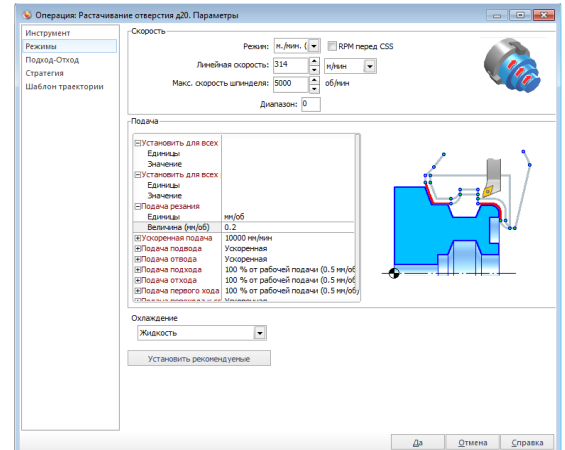 Операция: Растачивание отверстия д20. Параметры
Инструмент
Режимы
Подход-Отход
Стратегия
Шаблон траектории
Скорость
Режим: м./мин. ( RPM перед CSS
Линейная скорость: 314 м/мин
Макс. скорость шпинделя: 5000 об/мин
Диапазон: 0
Подача
Установить для всех
Единицы
Значение
Установить для всех
Единицы
Значение
Подача резания
Единицы мм/об
Величина (мм/об) 0.2
Ускоренная подача 10000 мм/мин
Подача подвода Ускоренная
Подача отвода Ускоренная
Подача подхода 100 % от рабочей подачи (0.5 мм/об
Подача отхода 100 % от рабочей подачи (0.5 мм/об
Подача первого хода 100 % от рабочей подачи (0.5 мм/об)
Подача перехода к сл Ускоренная
Охлаждение
Жидкость
Установить рекомендуемые
Да Отмена Справка